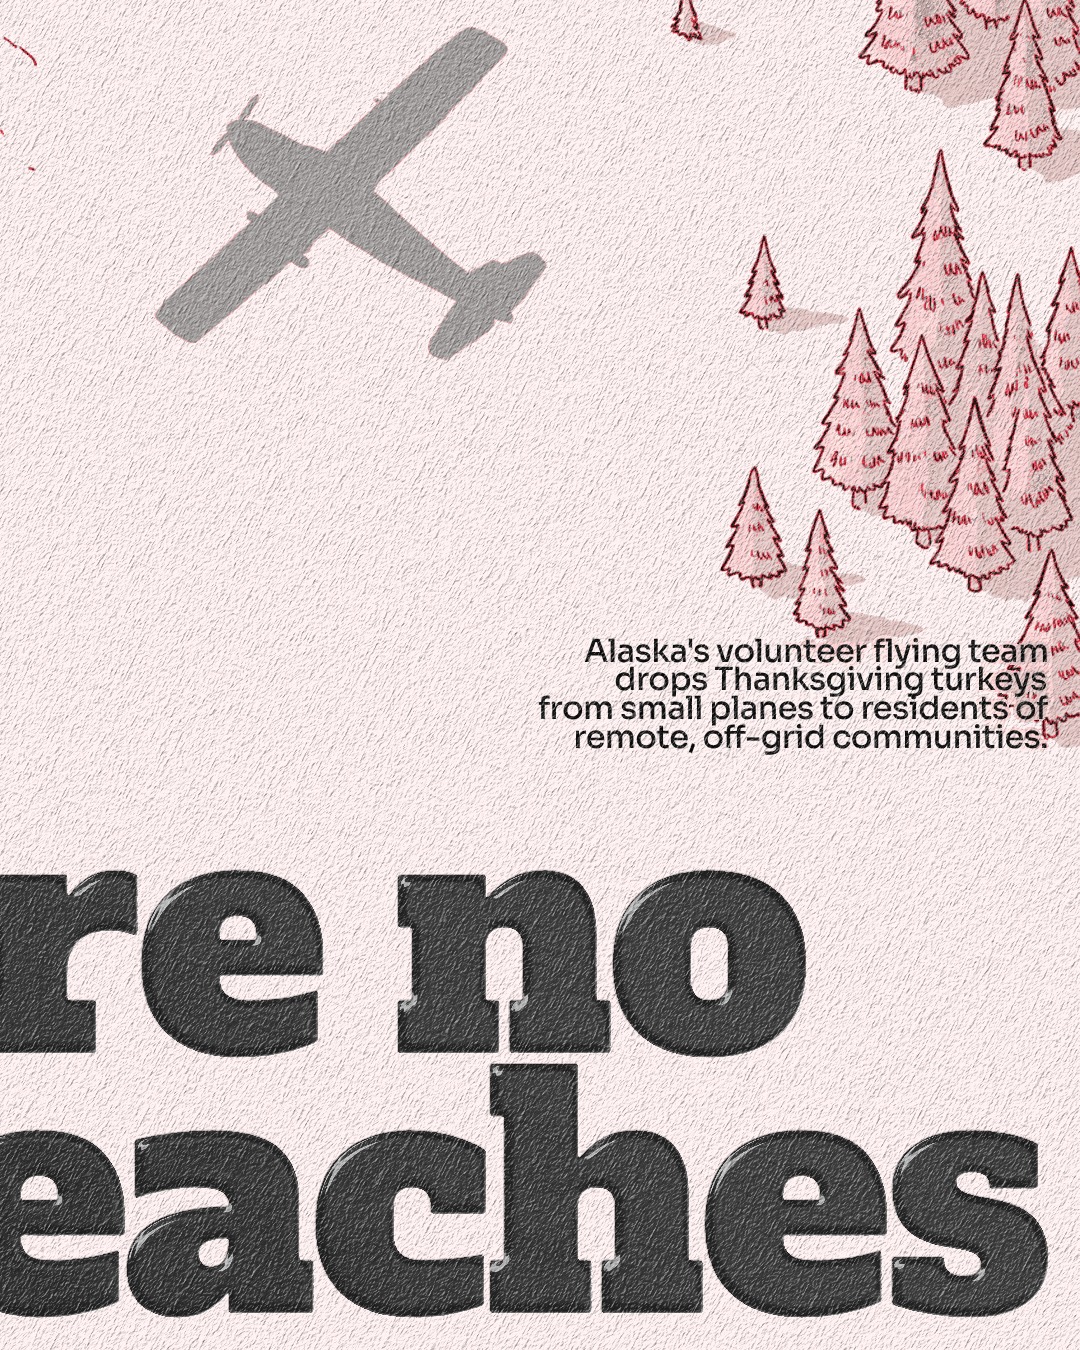 Alaska's volunteer flying team
drops Thanksgiving turkeys
from small planes to residents of
remote, off-grid communities.
re no
eaches